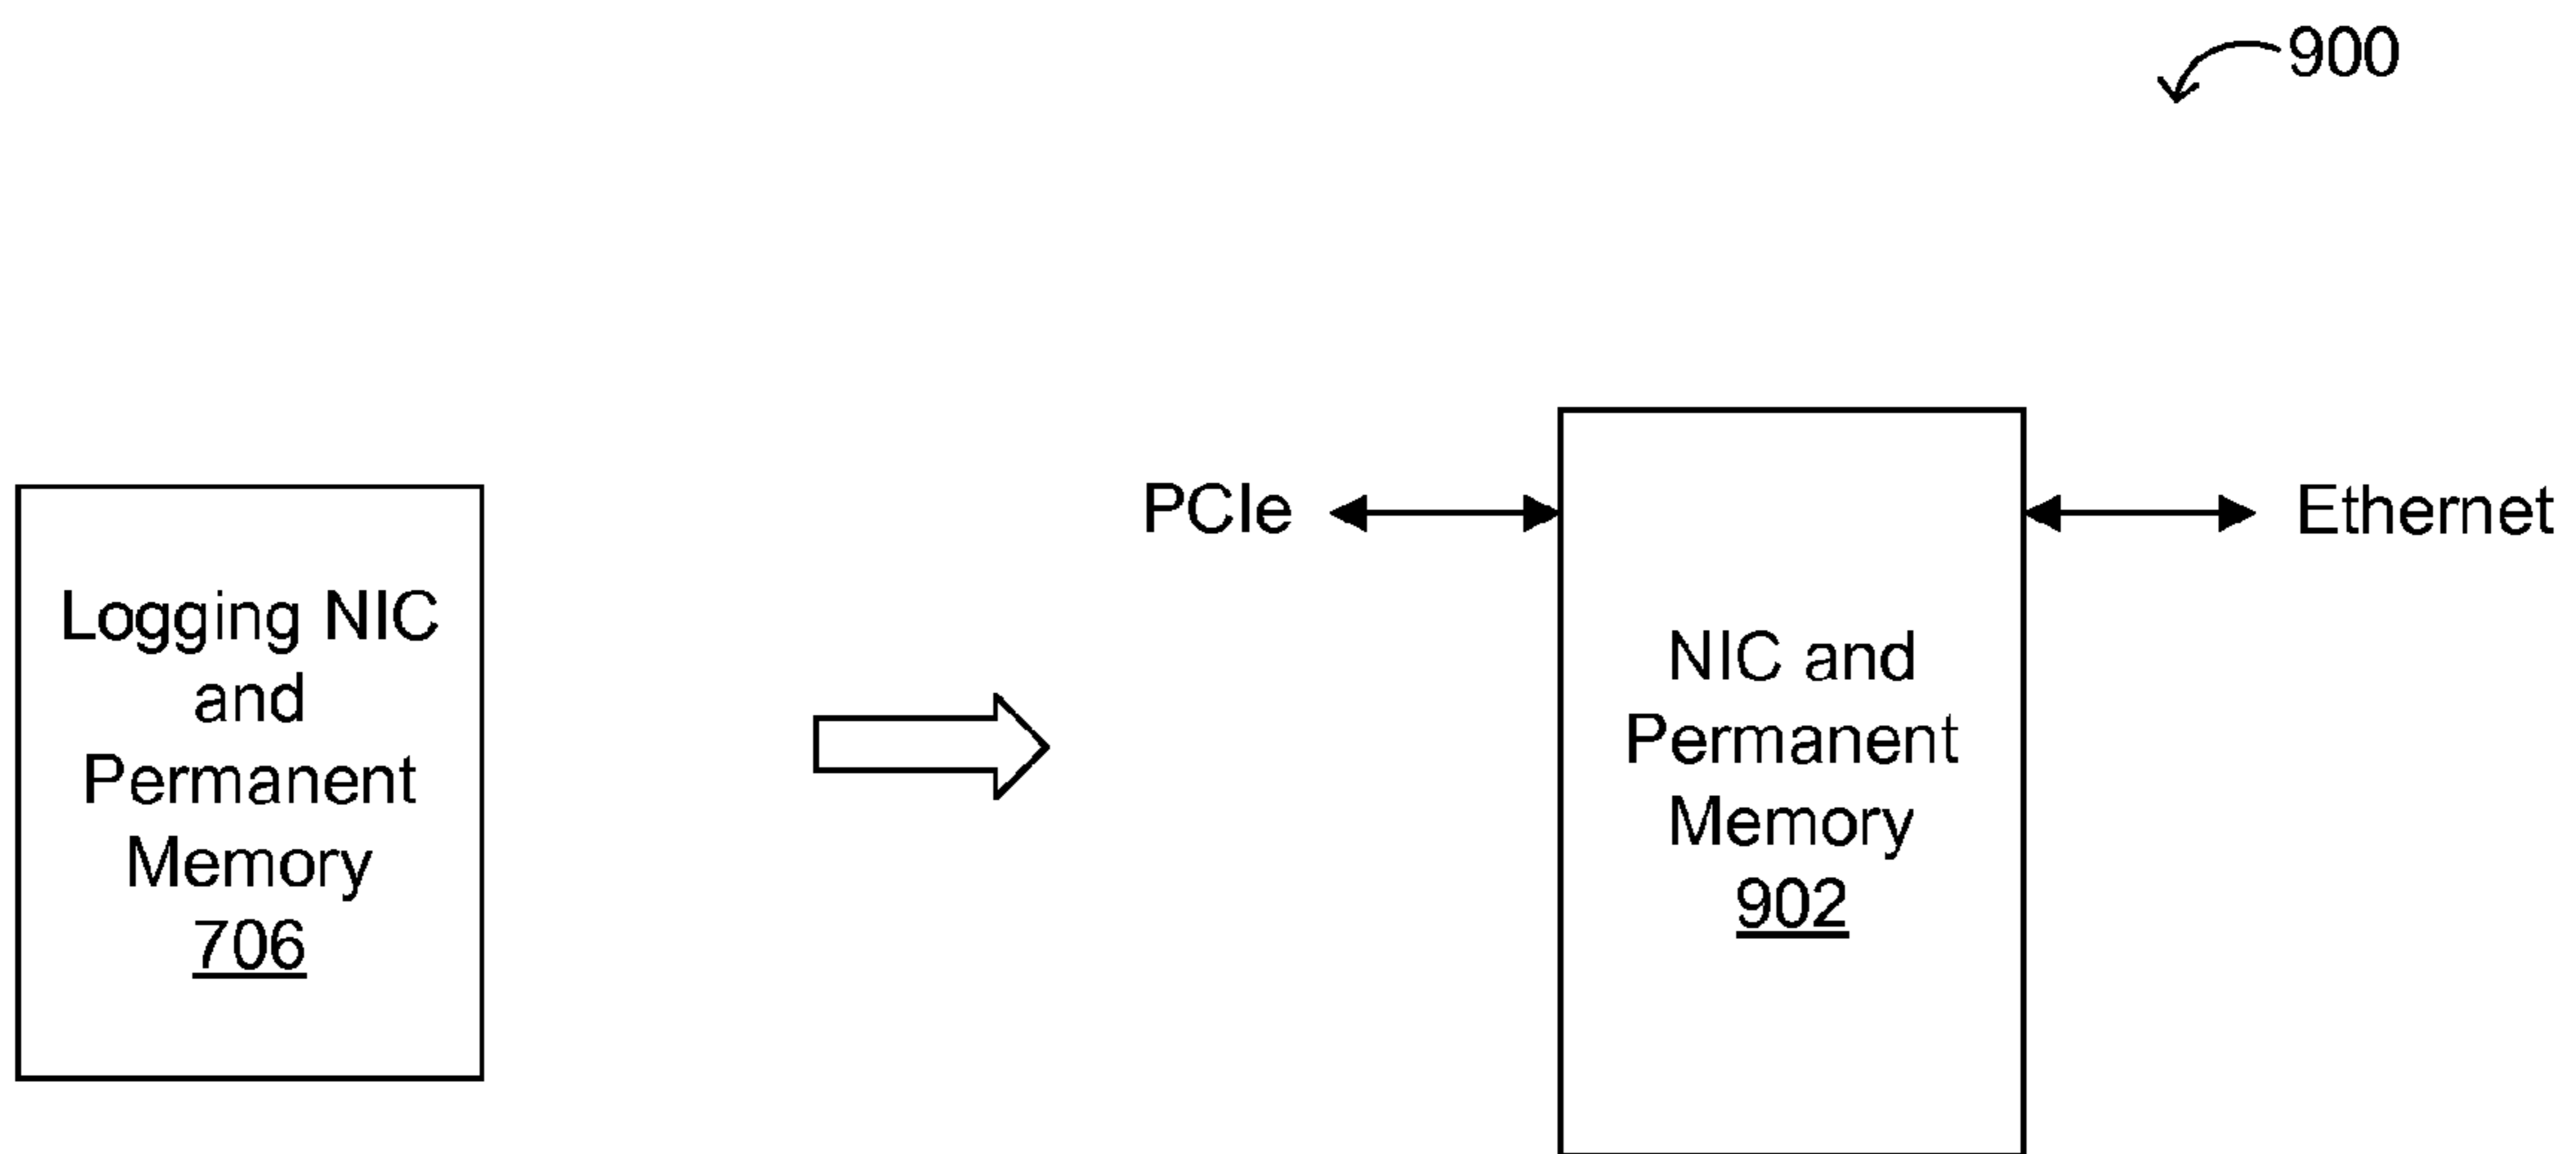 900
Logging NIC
and
Permanent
Memory
706
PCIe
NIC and
Permanent
Memory
902
Ethernet